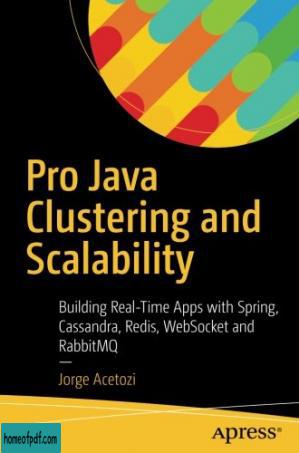 Pro Java
Clustering and
Scalability
Building Real-Time Apps with Spring,
Cassandra, Redis, WebSocket and
RabbitMQ
—
Jorge Acetozi
homeofpdf.com
Apress®